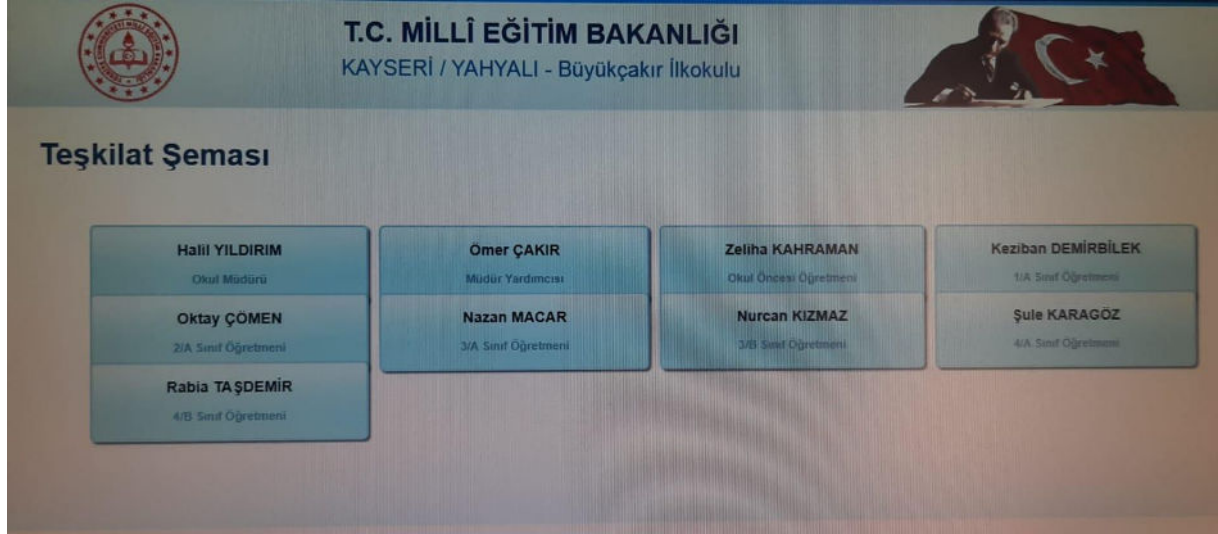 T.C. MİLLÎ EĞİTİM BAKANLIĞI
KAYSERİ / YAHYALI - Büyükçakır İlkokulu
Teşkilat Şeması
Halil YILDIRIM
Okul Müdürü
Ömer ÇAKIR
Müdür Yardımcısı
Zeliha KAHRAMAN
Okul Öncesi Öğretmeni
Keziban DEMİRBİLEK
1/A Sınıf Öğretmeni
Oktay ÇÖMEN
2/A Sınıf Öğretmeni
Nazan MACAR
3/A Sınıf Öğretmeni
Nurcan KIZMAZ
3/B Sınıf Öğretmeni
Şule KARAGÖZ
4/A Sınıf Öğretmeni
Rabia TAŞDEMİR
4/B Sınıf Öğretmeni